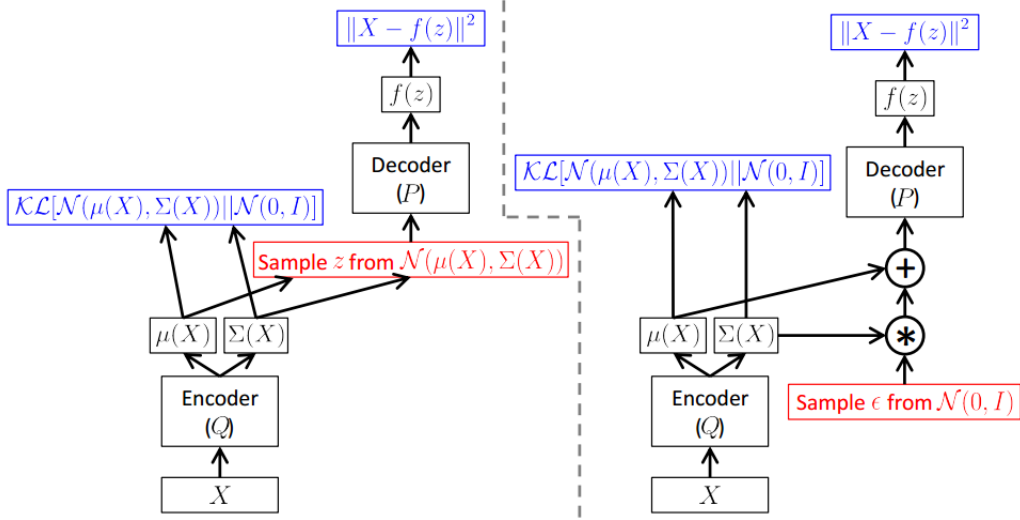 ‖X − f(z)‖²
f(z)
Decoder
(P)
𝒦ℒ[𝒩(μ(X), Σ(X))||𝒩(0, I)]
Sample z from 𝒩(μ(X), Σ(X))
μ(X)
Σ(X)
Encoder
(Q)
X
‖X − f(z)‖²
f(z)
Decoder
(P)
𝒦ℒ[𝒩(μ(X), Σ(X))||𝒩(0, I)]
+
μ(X)
Σ(X)
*
Sample ϵ from 𝒩(0, I)
Encoder
(Q)
X